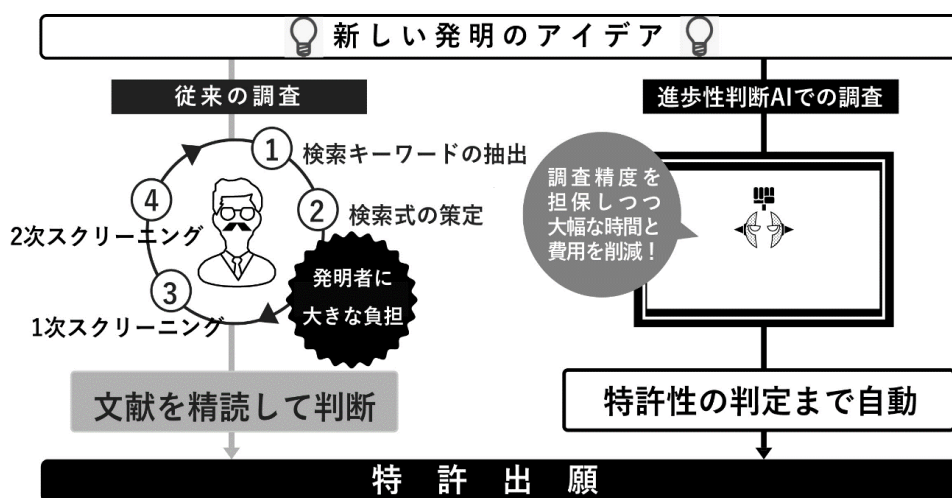 新しい発明のアイデア
従来の調査
① 検索キーワードの抽出
② 検索式の策定
③
1次スクリーニング
④
2次スクリーニング
発明者に
大きな負担
文献を精読して判断
進歩性判断AIでの調査
調査精度を
担保しつつ
大幅な時間と
費用を削減！
特許性の判定まで自動
特許出願